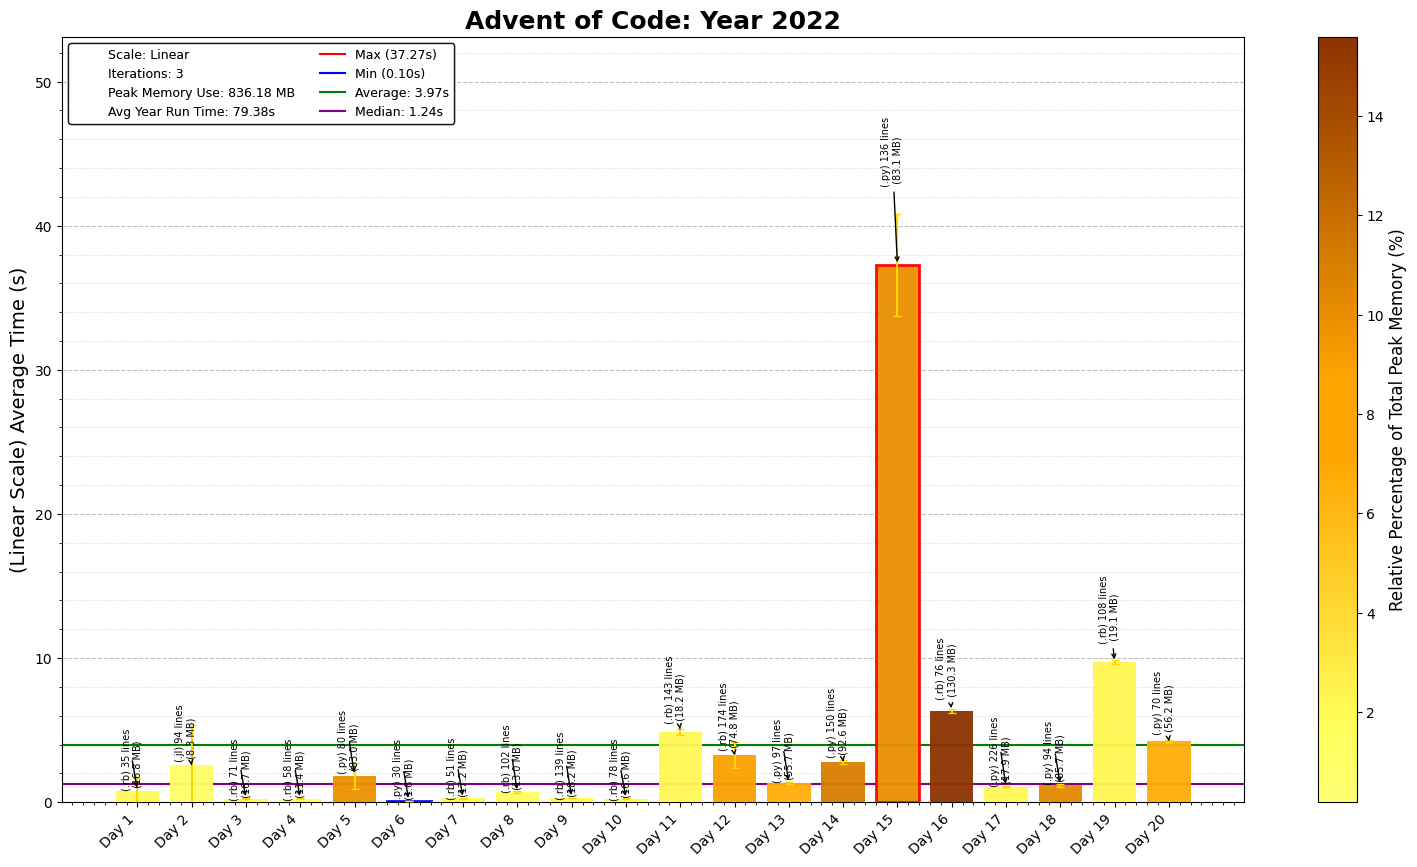 Advent of Code: Year 2022
Scale: Linear
Iterations: 3
Peak Memory Use: 836.18 MB
Avg Year Run Time: 79.38s
Max (37.27s)
Min (0.10s)
Average: 3.97s
Median: 1.24s
(Linear Scale) Average Time (s)
50
40
30
20
10
0
(.rb) 35 lines
(.jl) 94 lines
(.rb) 71 lines
(.rb) 58 lines
(.py) 80 lines
(.py) 30 lines
(.rb) 51 lines
(.rb) 102 lines
(.rb) 139 lines
(.rb) 78 lines
(.rb) 143 lines
(18.2 MB)
(.rb) 174 lines
(74.8 MB)
(.py) 97 lines
(.py) 150 lines
(92.6 MB)
(.py) 136 lines
(83.1 MB)
(.rb) 76 lines
(130.3 MB)
(.py) 226 lines
(17.9 MB)
(.py) 94 lines
(.rb) 108 lines
(19.1 MB)
(.py) 70 lines
(56.2 MB)
Day 1
Day 2
Day 3
Day 4
Day 5
Day 6
Day 7
Day 8
Day 9
Day 10
Day 11
Day 12
Day 13
Day 14
Day 15
Day 16
Day 17
Day 18
Day 19
Day 20
14
12
10
8
6
4
2
Relative Percentage of Total Peak Memory (%)